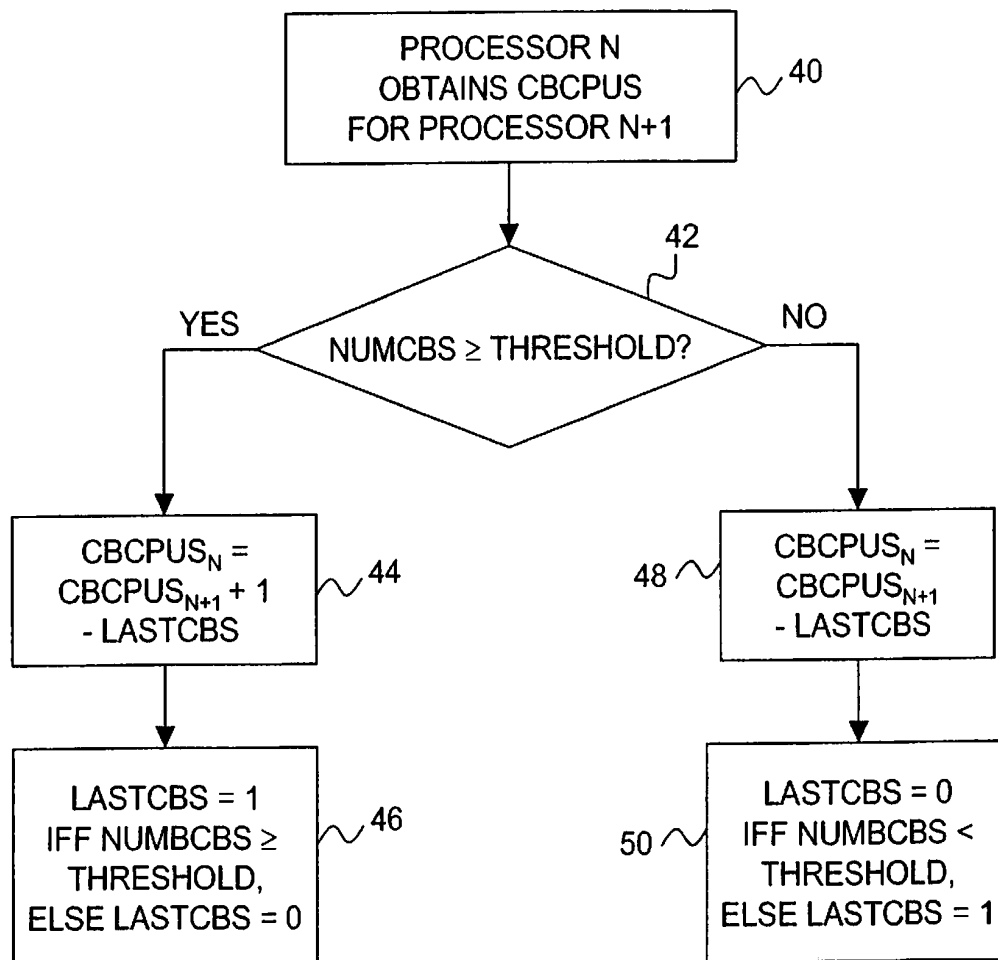 PROCESSOR N
OBTAINS CBCPUS
FOR PROCESSOR N+1
40
42
YES
NO
NUMCBS ≥ THRESHOLD?
CBCPUS_N =
CBCPUS_{N+1} + 1
- LASTCBS
44
48
CBCPUS_N =
CBCPUS_{N+1}
- LASTCBS
LASTCBS = 1
IFF NUMBCBS ≥
THRESHOLD,
ELSE LASTCBS = 0
46
50
LASTCBS = 0
IFF NUMBCBS <
THRESHOLD,
ELSE LASTCBS = 1